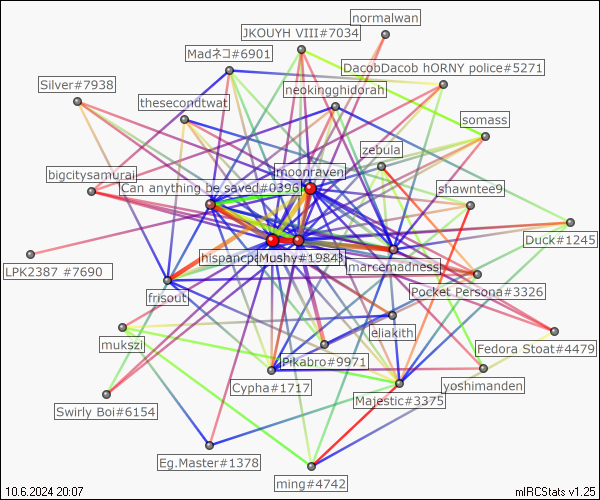 normalwan
JKOUYH VIII#7034
Madネコ#6901
DacobDacob hORNY police#5271
Silver#7938
neokingghidorah
thesecondtwat
somass
zebula
moonraven
bigcitysamurai
Can anything be saved#0396
shawntee9
Duck#1245
Mushy#1984
marcemadness
LPK2387 #7690
frisout
Pocket Persona#3326
eliakith
mukszi
Fedora Stoat#4479
Pikabro#9971
Cypha#1717
yoshimanden
Majestic#3375
Swirly Boi#6154
Eg.Master#1378
ming#4742
10.6.2024 20:07
mIRCStats v1.25